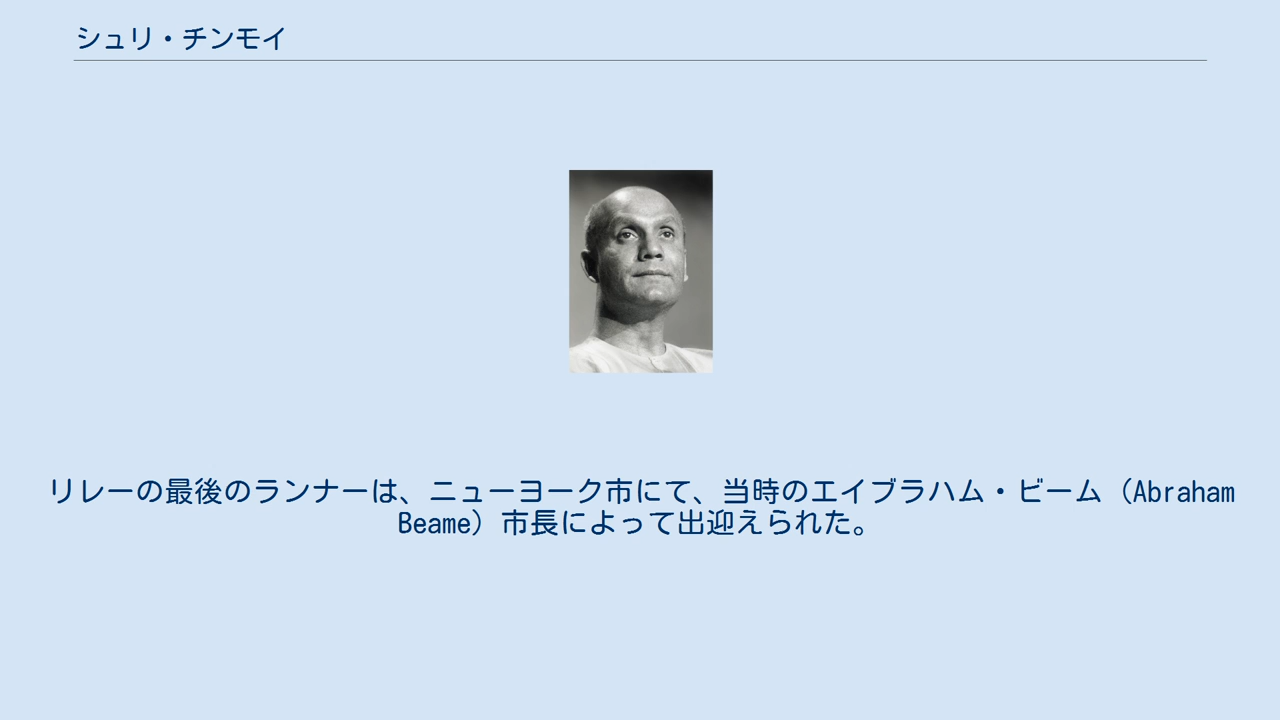 シュリ・チンモイ
リレーの最後のランナーは、ニューヨーク市にて、当時のエイブラハム・ビーム（Abraham
Beame）市長によって出迎えられた。